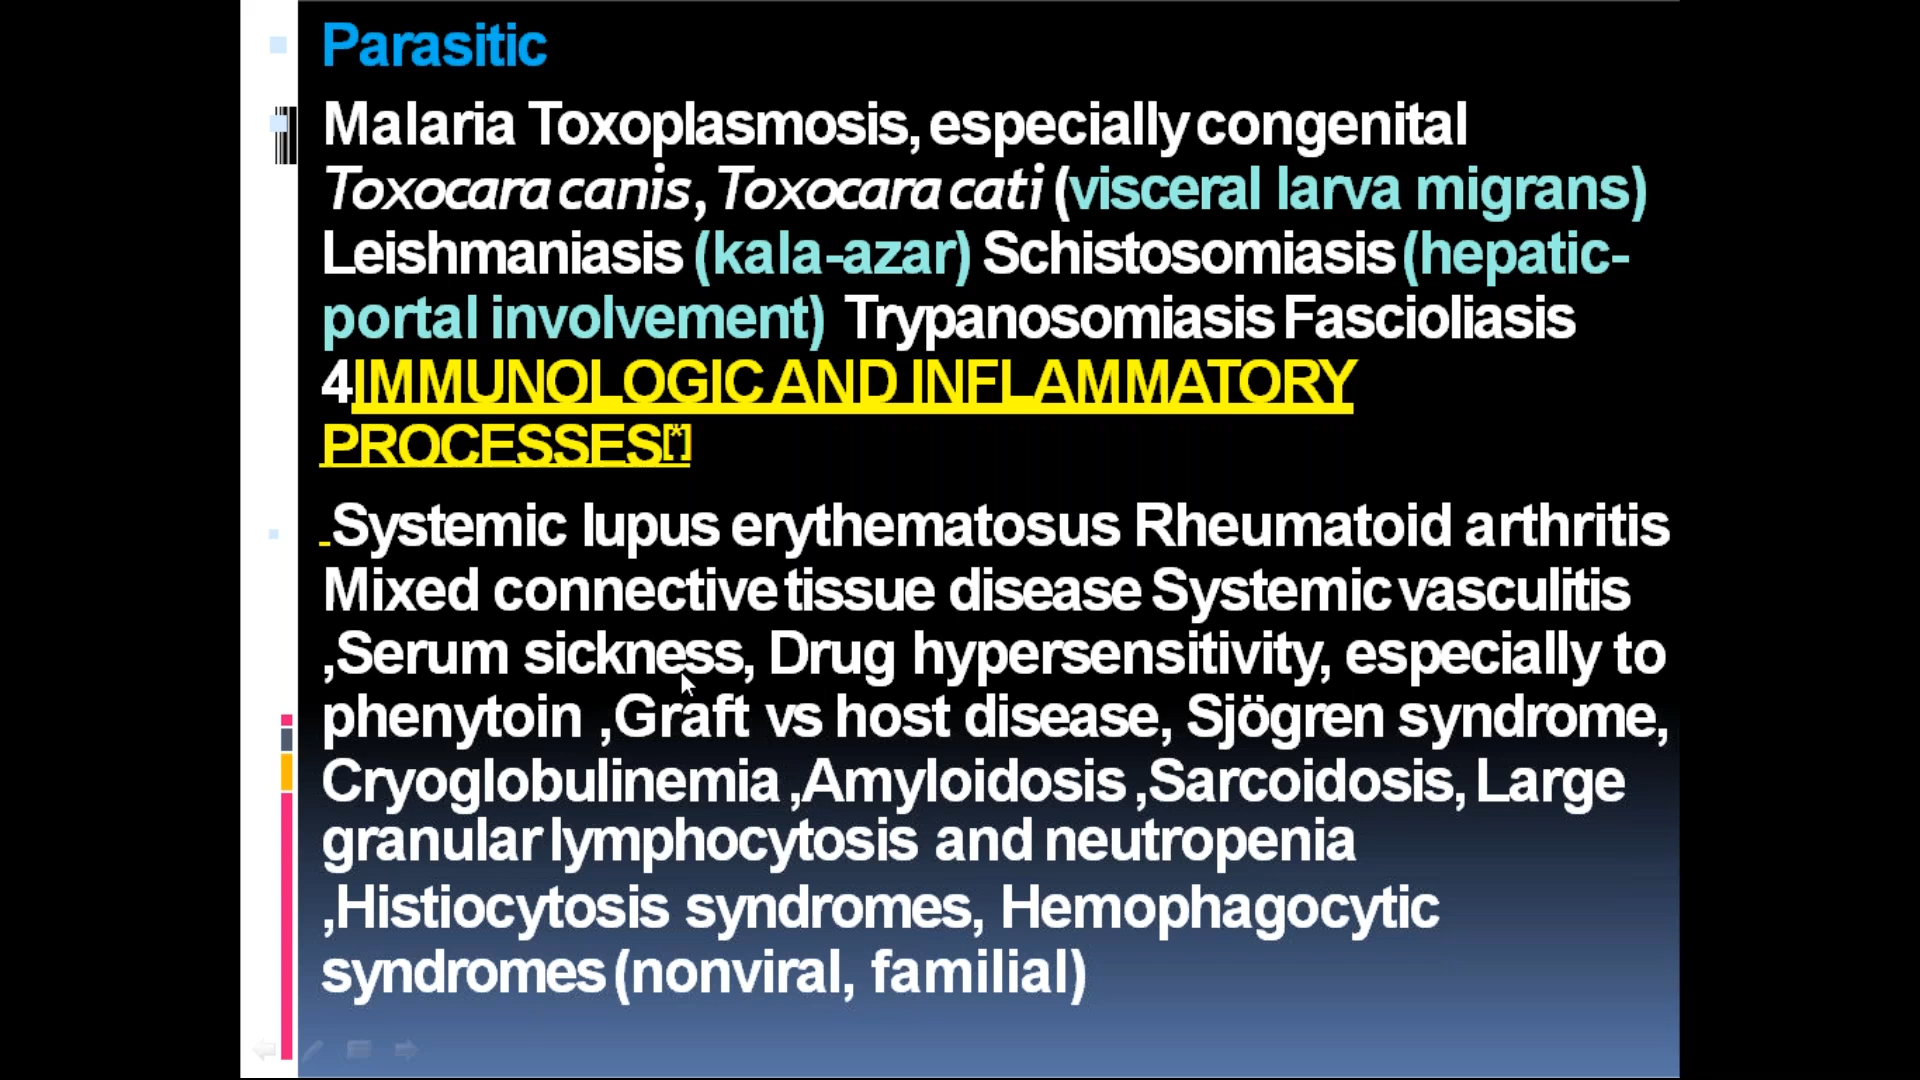 Parasitic
Malaria Toxoplasmosis, especially congenital
Toxocara canis, Toxocara cati (visceral larva migrans)
Leishmaniasis (kala-azar) Schistosomiasis (hepatic-
portal involvement) Trypanosomiasis Fascioliasis
4IMMUNOLOGIC AND INFLAMMATORY
PROCESSES[*]
Systemic lupus erythematosus Rheumatoid arthritis
Mixed connective tissue disease Systemic vasculitis
,Serum sickness, Drug hypersensitivity, especially to
phenytoin ,Graft vs host disease, Sjögren syndrome,
Cryoglobulinemia ,Amyloidosis ,Sarcoidosis, Large
granular lymphocytosis and neutropenia
,Histiocytosis syndromes, Hemophagocytic
syndromes (nonviral, familial)